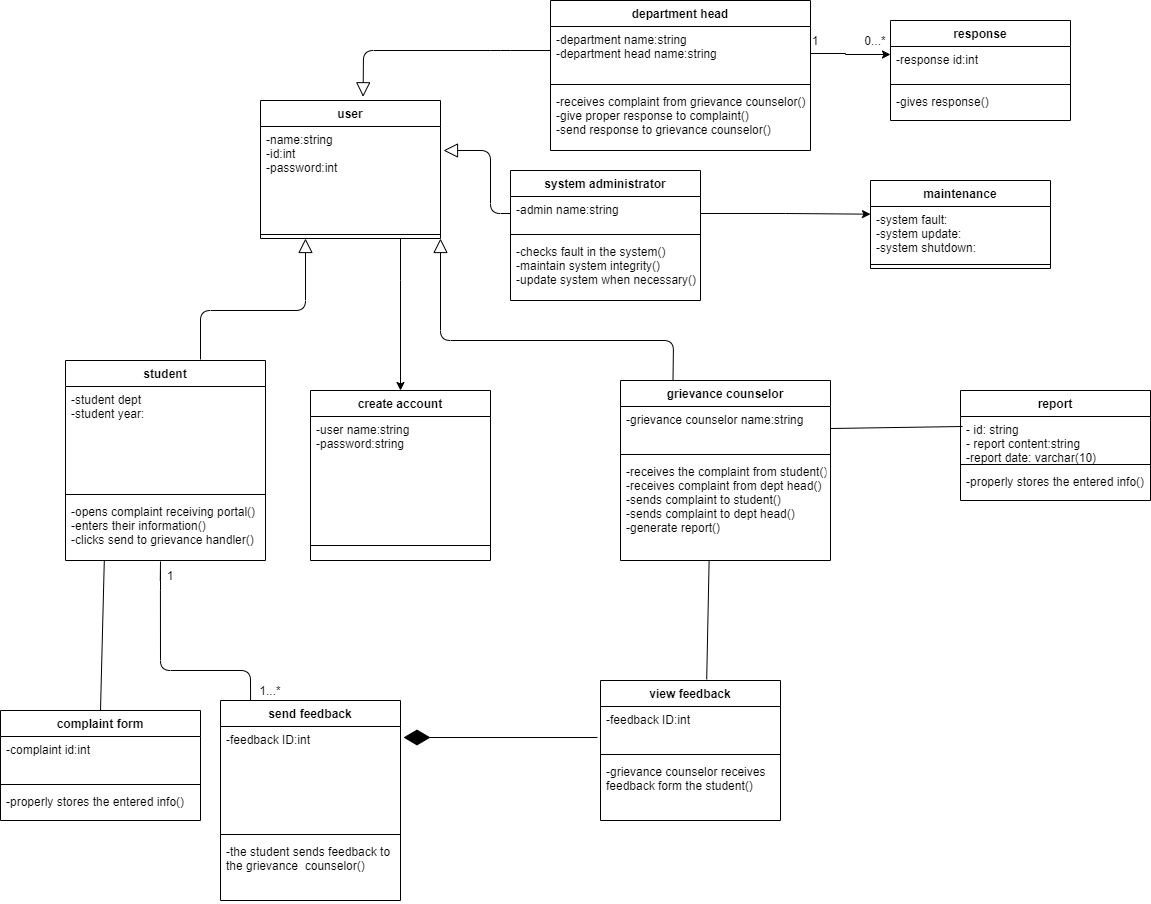 department head
-department name:string
-department head name:string
-receives complaint from grievance counselor()
-give proper response to complaint()
-send response to grievance counselor()
1
0...*
response
-response id:int
-gives response()
user
-name:string
-id:int
-password:int
system administrator
-admin name:string
-checks fault in the system()
-maintain system integrity()
-update system when necessary()
maintenance
-system fault:
-system update:
-system shutdown:
student
-student dept
-student year:
-opens complaint receiving portal()
-enters their information()
-clicks send to grievance handler()
create account
-user name:string
-password:string
grievance counselor
-grievance counselor name:string
-receives the complaint from student()
-receives complaint from dept head()
-sends complaint to student()
-sends complaint to dept head()
-generate report()
report
- id: string
- report content:string
-report date: varchar(10)
-properly stores the entered info()
1
1...*
complaint form
-complaint id:int
-properly stores the entered info()
send feedback
-feedback ID:int
-the student sends feedback to
the grievance  counselor()
view feedback
-feedback ID:int
-grievance counselor receives
feedback form the student()